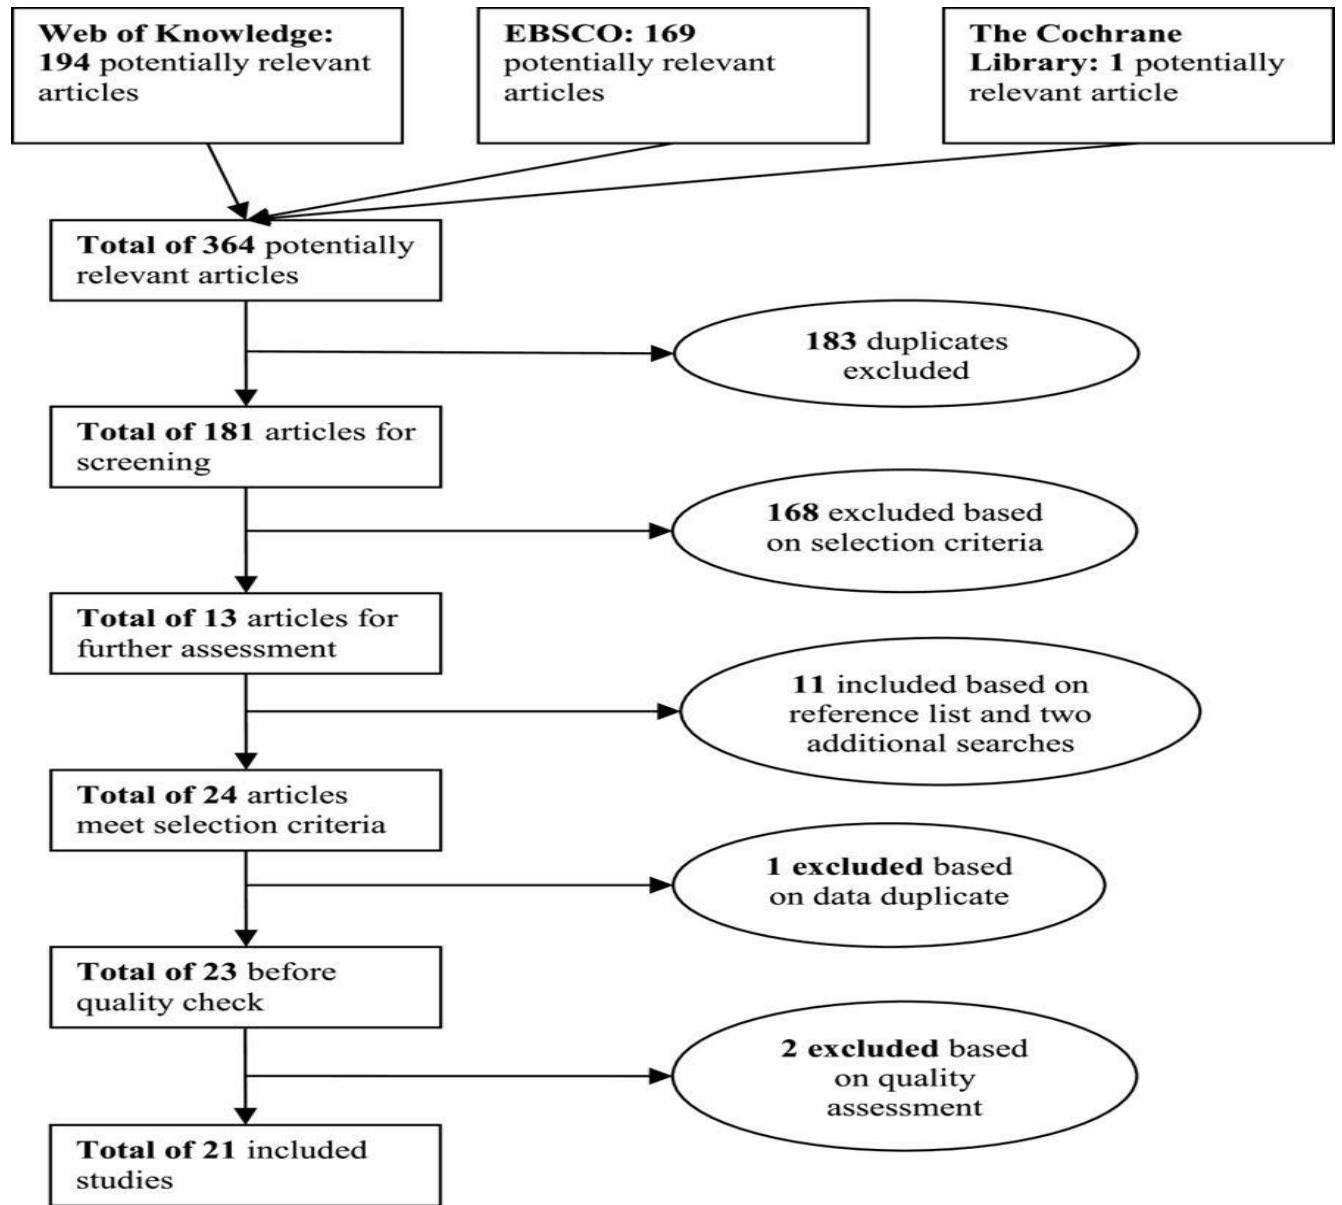 Web of Knowledge:
194 potentially relevant
articles
EBSCO: 169
potentially relevant
articles
The Cochrane
Library: 1 potentially
relevant article
Total of 364 potentially
relevant articles
183 duplicates
excluded
Total of 181 articles for
screening
168 excluded based
on selection criteria
Total of 13 articles for
further assessment
11 included based on
reference list and two
additional searches
Total of 24 articles
meet selection criteria
1 excluded based
on data duplicate
Total of 23 before
quality check
2 excluded based
on quality
assessment
Total of 21 included
studies